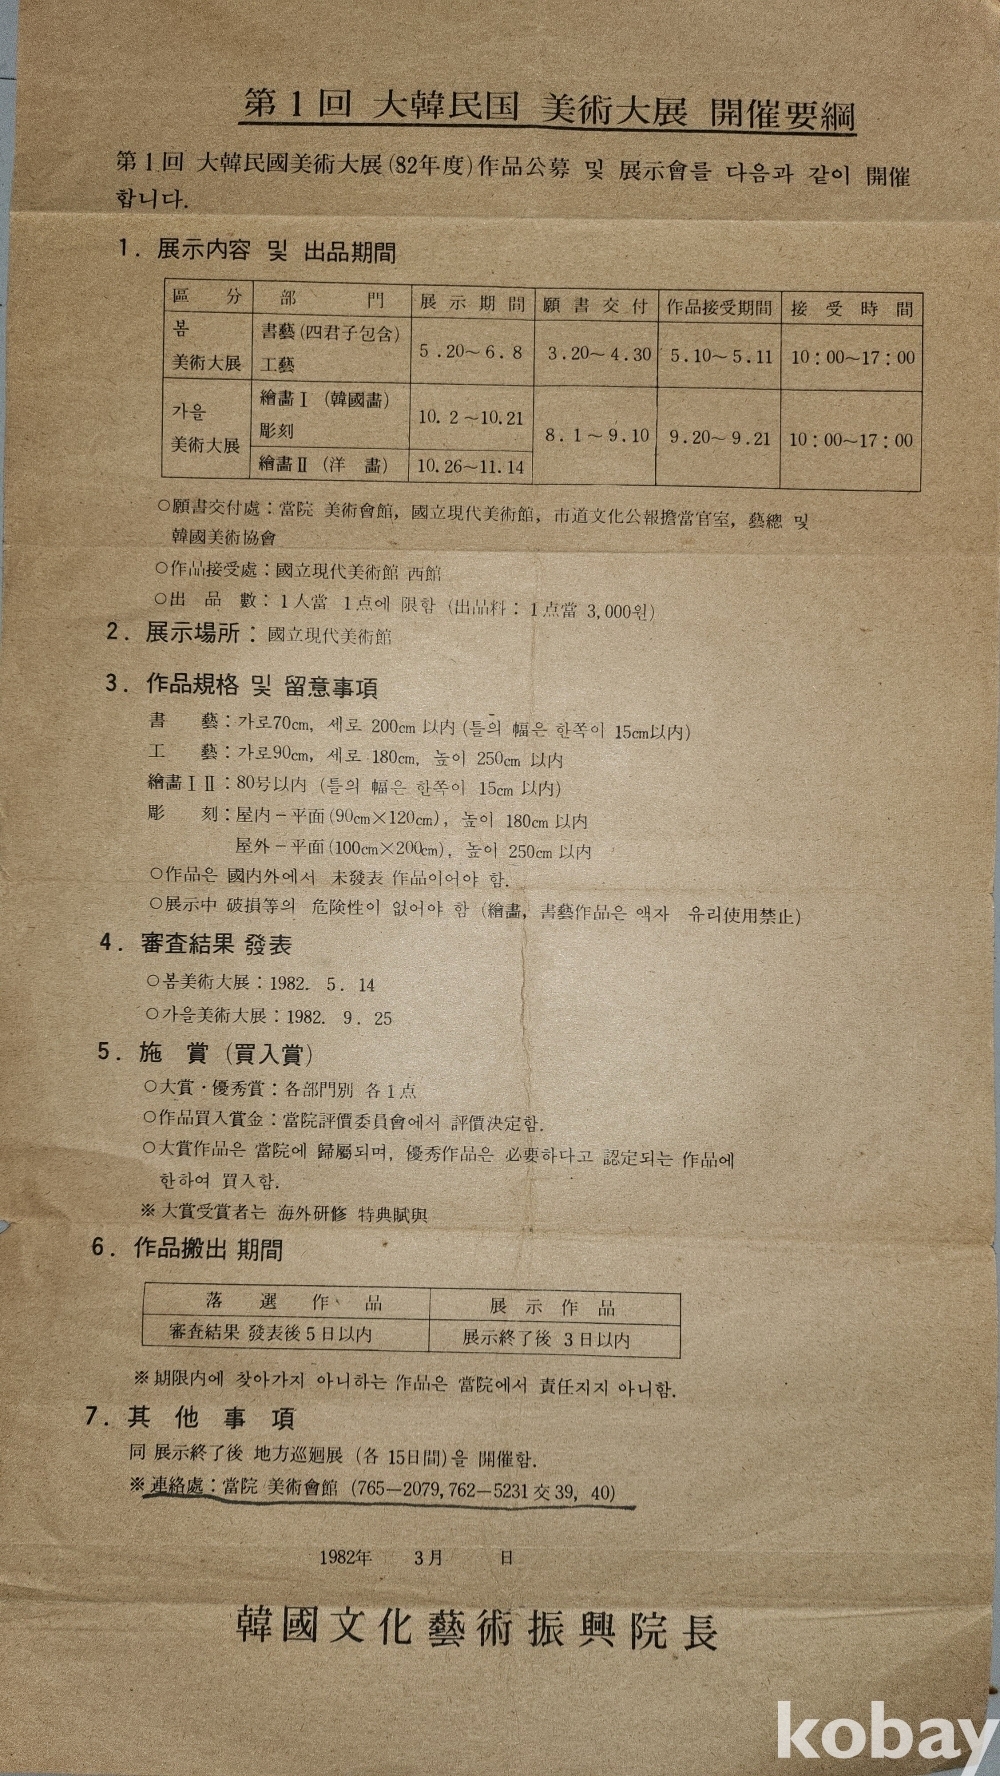 第1回 大韓民国 美術大展 開催要綱
第1回 大韓民國美術大展(82年度)作品公募 및 展示會를 다음과 같이 開催
합니다.
1. 展示内容 및 出品期間
區 分 部 門 展示期間 願書交付 作品接受期間 接受時間
봄 書藝(四君子包含)
美術大展 工藝 5.20~6.8 3.20~4.30 5.10~5.11 10:00~17:00
가을 繪畫Ⅰ (韓國畫) 10. 2 ~10.21
美術大展 彫刻 8. 1~9.10 9.20~9.21 10:00~17:00
繪畫Ⅱ (洋 畫) 10.26~11.14
○願書交付處:當院 美術會館, 國立現代美術館, 市道文化公報擔當官室, 藝總 및
韓國美術協會
○作品接受處:國立現代美術館 西館
○出 品 數: 1人當 1点에 限함 (出品料: 1点當 3,000원)
2. 展示場所: 國立現代美術館
3. 作品規格 및 留意事項
書 藝:가로70cm, 세로 200cm 以内 (틀의 幅은 한쪽이 15cm以内)
工 藝:가로90cm, 세로 180cm, 높이 250cm 以内
繪畫ⅠⅡ:80号以内 (틀의 幅은 한쪽이 15cm 以内)
彫 刻:屋内-平面(90cm×120cm), 높이 180cm 以内
屋外-平面(100cm×200cm), 높이 250cm 以内
○作品은 國内外에서 未發表 作品이어야 함.
○展示中 破損等의 危険性이 없어야 함 (繪畫, 書藝作品은 액자 유리使用禁止)
4. 審査結果 發表
○봄美術大展:1982. 5. 14
○가을美術大展:1982. 9. 25
5. 施 賞 (買入賞)
○大賞・優秀賞:各部門別 各1点
○作品買入賞金:當院評價委員會에서 評價決定함.
○大賞作品은 當院에 歸屬되며, 優秀作品은 必要하다고 認定되는 作品에
한하여 買入함.
※大賞受賞者는 海外研修 特典賦與
6. 作品搬出 期間
落 選 作 品 展 示 作 品
審査結果 發表後5日以内 展示終了後 3日以内
※期限内에 찾아가지 아니하는 作品은 當院에서 責任지지 아니함.
7. 其 他 事 項
同 展示終了後 地方巡廻展 (各 15日間)을 開催함.
※連絡處:當院 美術會館 (765—2079,762—5231交39, 40)
1982年 3月 日
韓國文化藝術振興院長
kobay